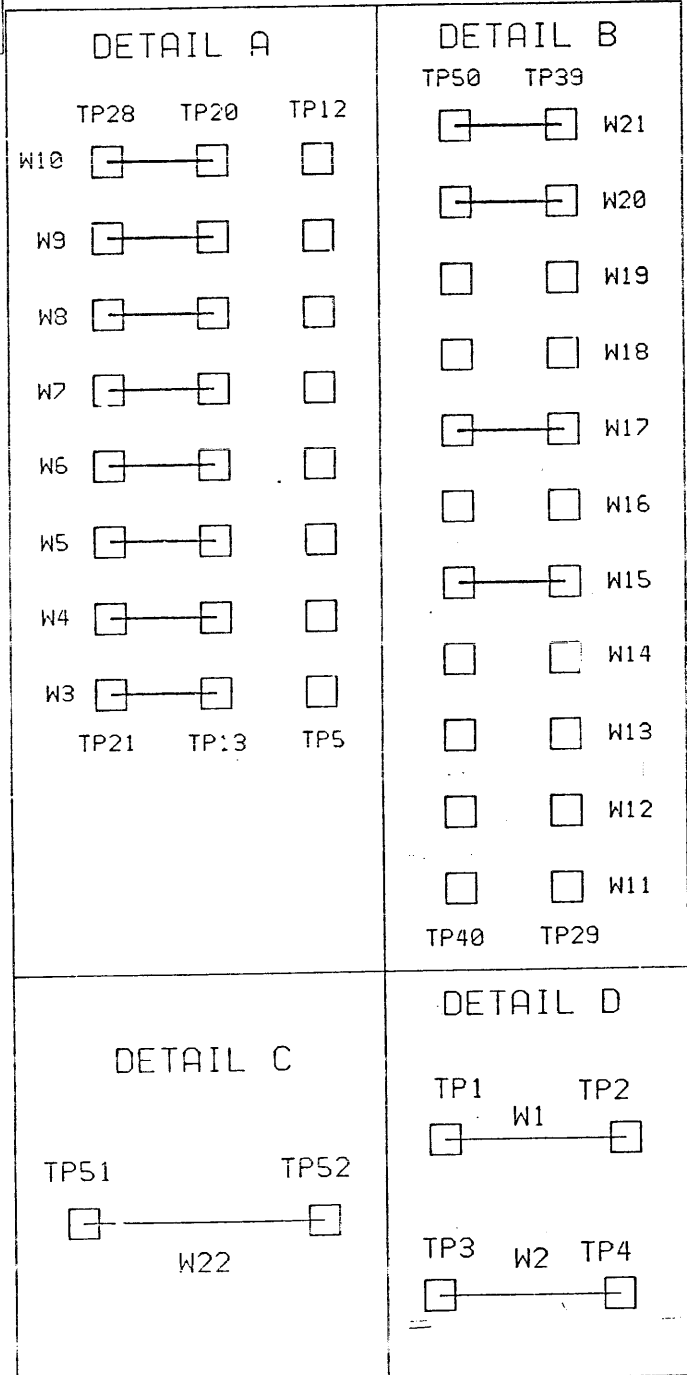 DETAIL A
TP28 TP20 TP12
W10
W9
W8
W7
W6
W5
W4
W3
TP21 TP13 TP5
DETAIL B
TP50 TP39
W21
W20
W19
W18
W17
W16
W15
W14
W13
W12
W11
TP40 TP29
DETAIL C
TP51 TP52
W22
DETAIL D
TP1 W1 TP2
TP3 W2 TP4